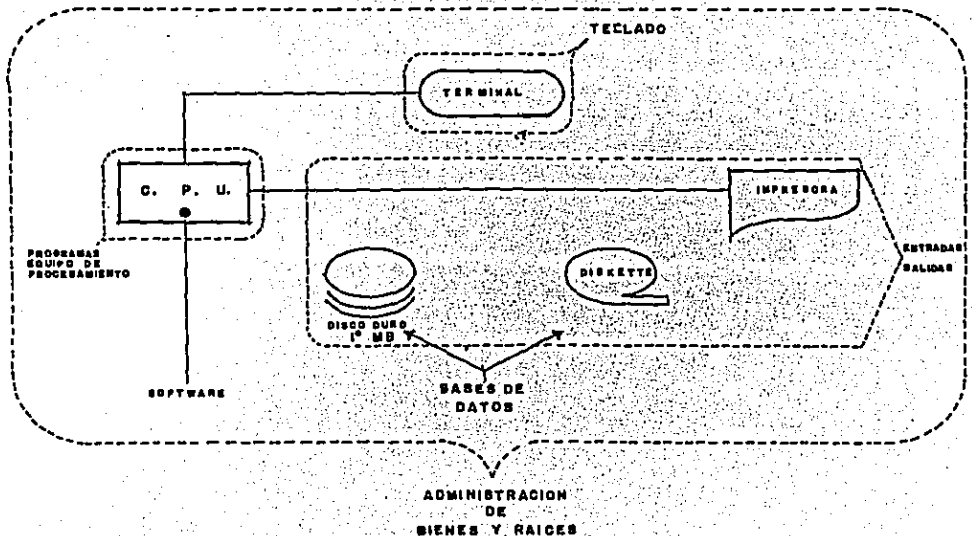 TECLADO
TERMINAL
C. P. U.
IMPRESORA
PROGRAMAS
EQUIPO DE
PROCESAMIENTO
ENTRADAS
SALIDAS
DISKETTE
DISCO DURO
MB
SOFTWARE
BASES DE
DATOS
ADMINISTRACION
DE
BIENES Y RAICES